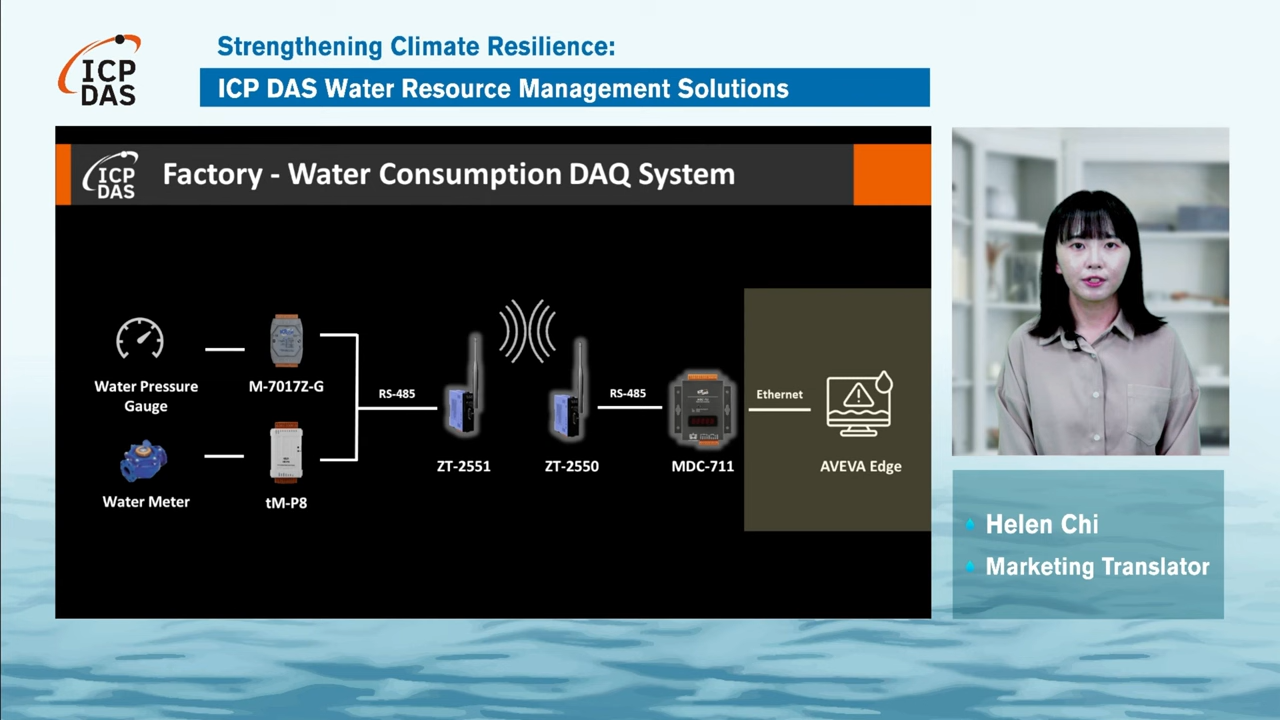 ICP
DAS
Strengthening Climate Resilience:
ICP DAS Water Resource Management Solutions
ICP
DAS
Factory - Water Consumption DAQ System
Water Pressure
Gauge
M-7017Z-G
Water Meter
tM-P8
RS-485
ZT-2551
ZT-2550
RS-485
MDC-711
Ethernet
AVEVA Edge
Helen Chi
Marketing Translator